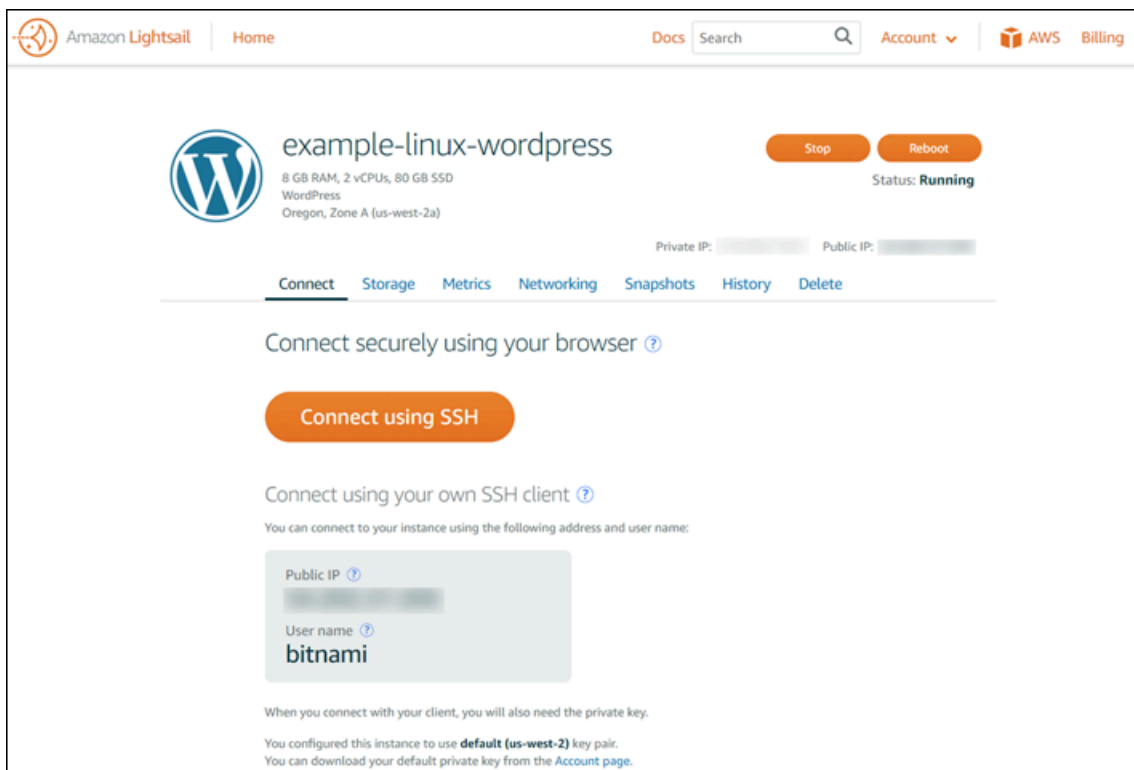 Amazon Lightsail Home Docs Search Account AWS Billing
example-linux-wordpress
Stop Reboot
8 GB RAM, 2 vCPUs, 80 GB SSD
Status: Running
WordPress
Oregon, Zone A (us-west-2a)
Private IP: Public IP:
Connect Storage Metrics Networking Snapshots History Delete
Connect securely using your browser ?
Connect using SSH
Connect using your own SSH client ?
You can connect to your instance using the following address and user name:
Public IP ?
User name ?
bitnami
When you connect with your client, you will also need the private key.
You configured this instance to use default (us-west-2) key pair.
You can download your default private key from the Account page.